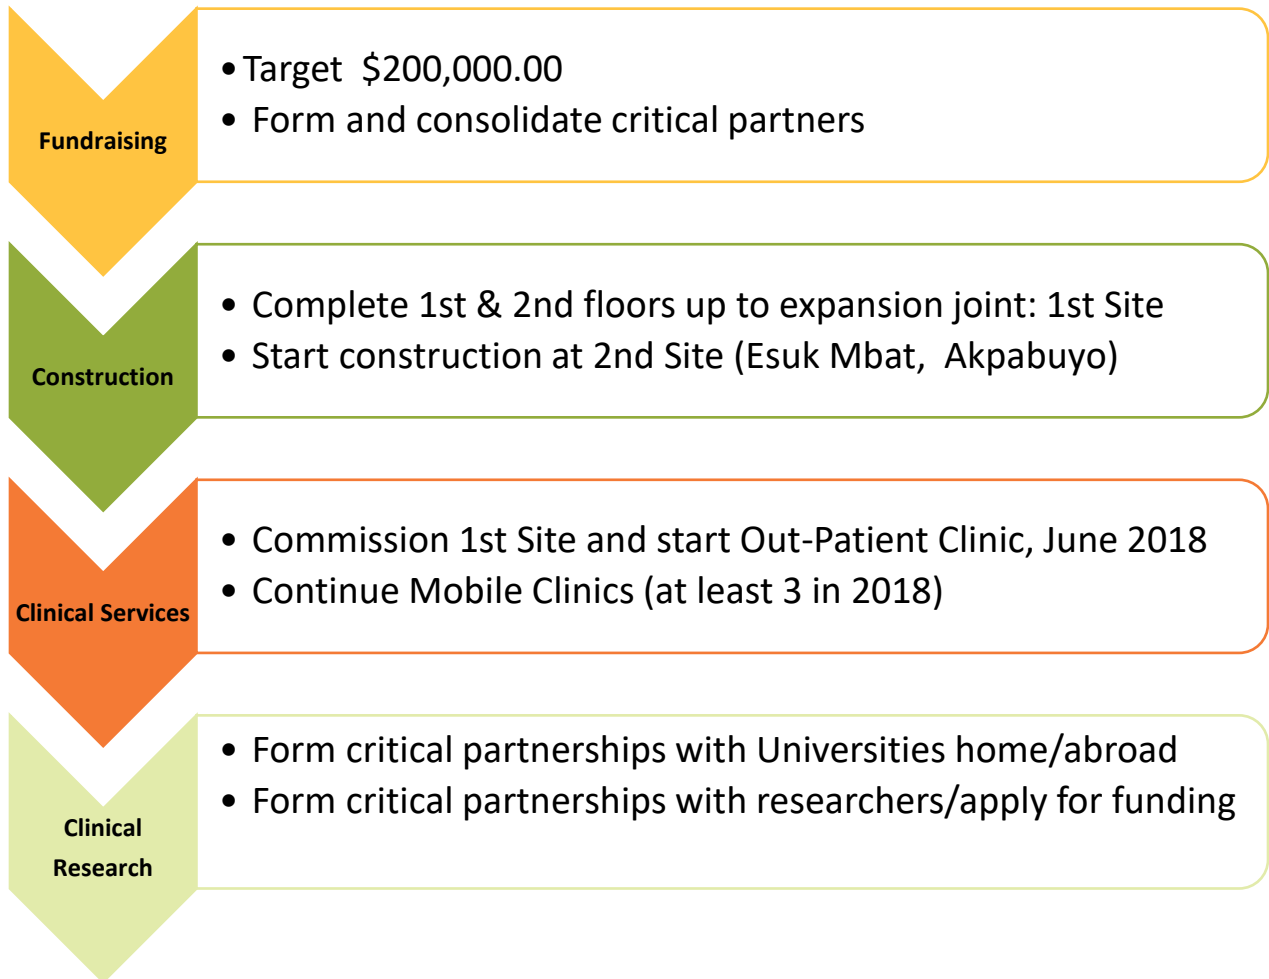 Fundraising
•Target $200,000.00
• Form and consolidate critical partners
Construction
• Complete 1st & 2nd floors up to expansion joint: 1st Site
• Start construction at 2nd Site (Esuk Mbat, Akpabuyo)
Clinical Services
• Commission 1st Site and start Out-Patient Clinic, June 2018
• Continue Mobile Clinics (at least 3 in 2018)
Clinical
Research
• Form critical partnerships with Universities home/abroad
• Form critical partnerships with researchers/apply for funding